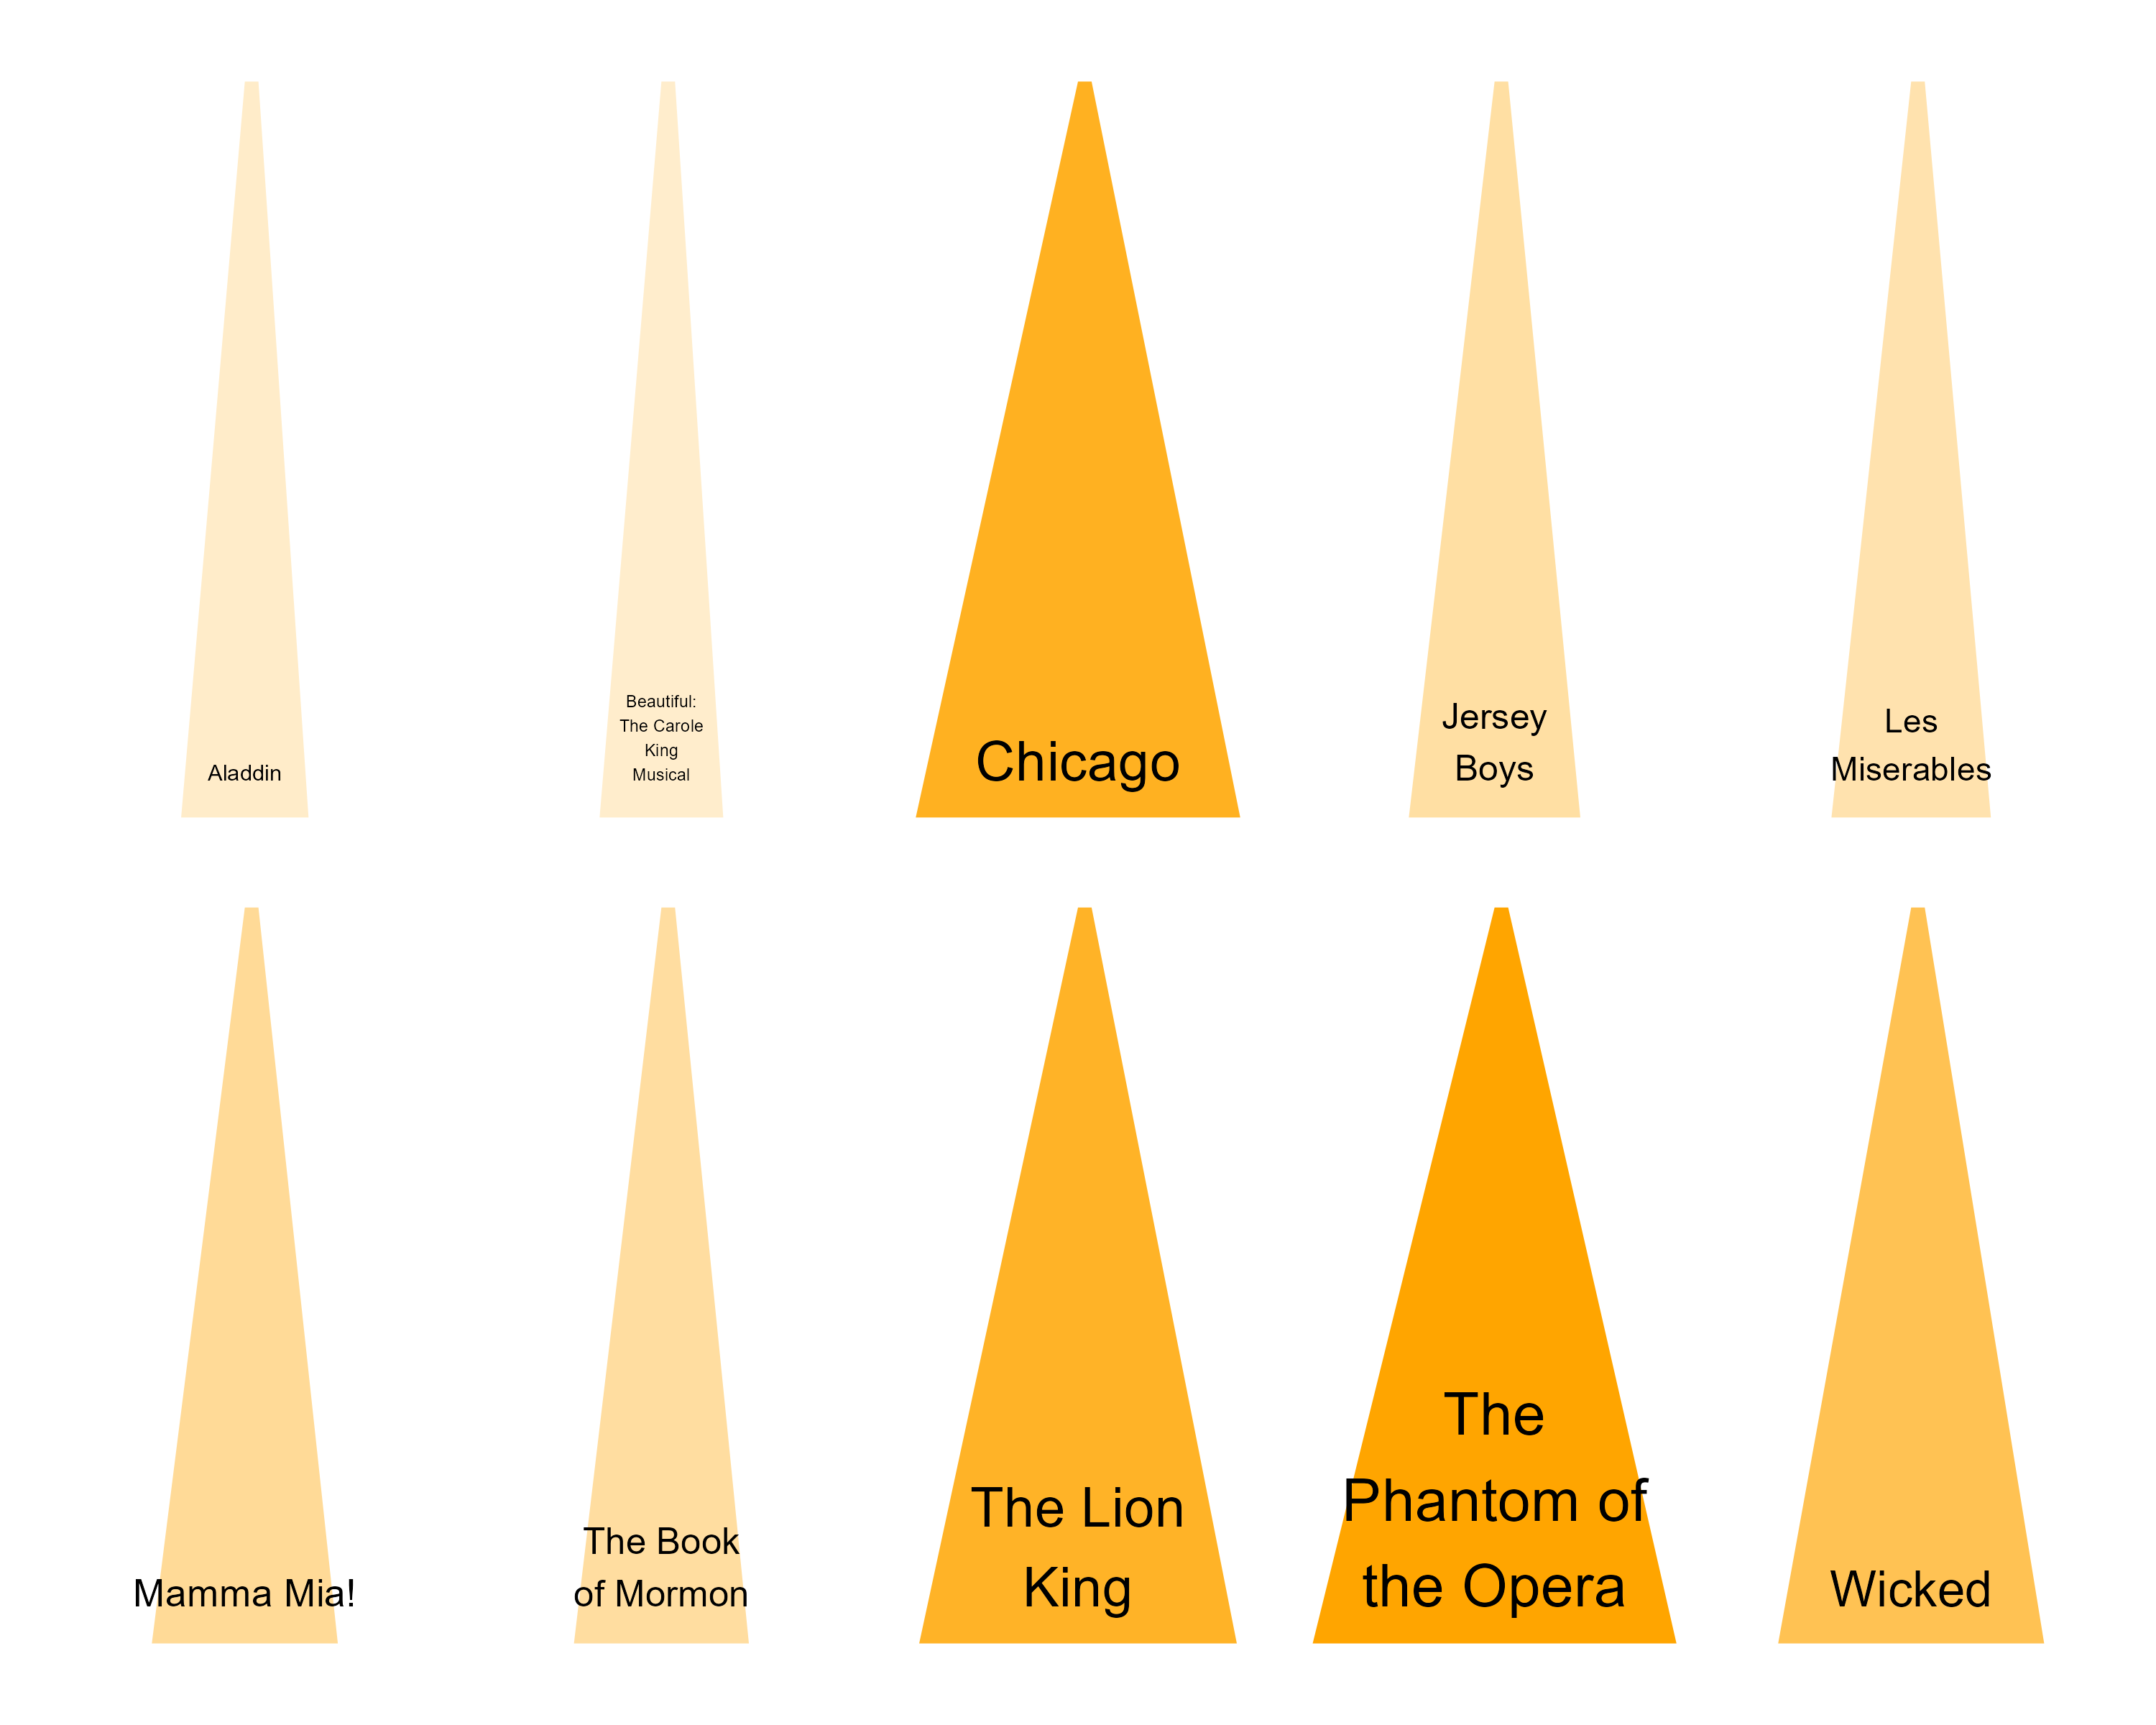 Aladdin
Beautiful:
The Carole
King
Musical
Chicago
Jersey
Boys
Les
Miserables
Mamma Mia!
The Book
of Mormon
The Lion
King
The
Phantom of
the Opera
Wicked